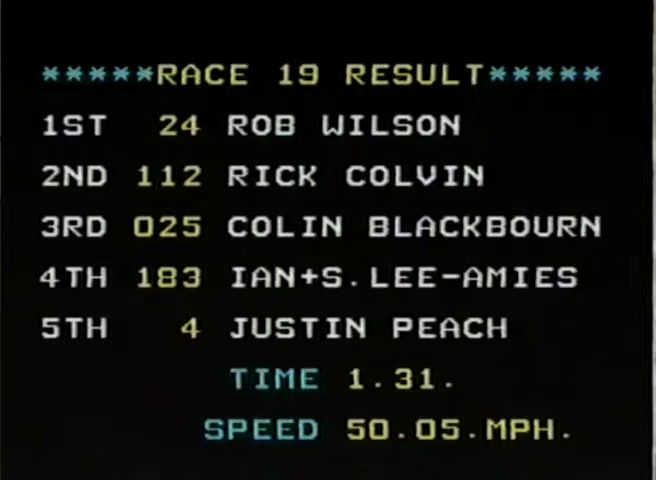 *****RACE 19 RESULT*****
1ST 24 ROB WILSON
2ND 112 RICK COLVIN
3RD 025 COLIN BLACKBOURN
4TH 183 IAN+S.LEE-AMIES
5TH 4 JUSTIN PEACH
TIME 1.31.
SPEED 50.05.MPH.